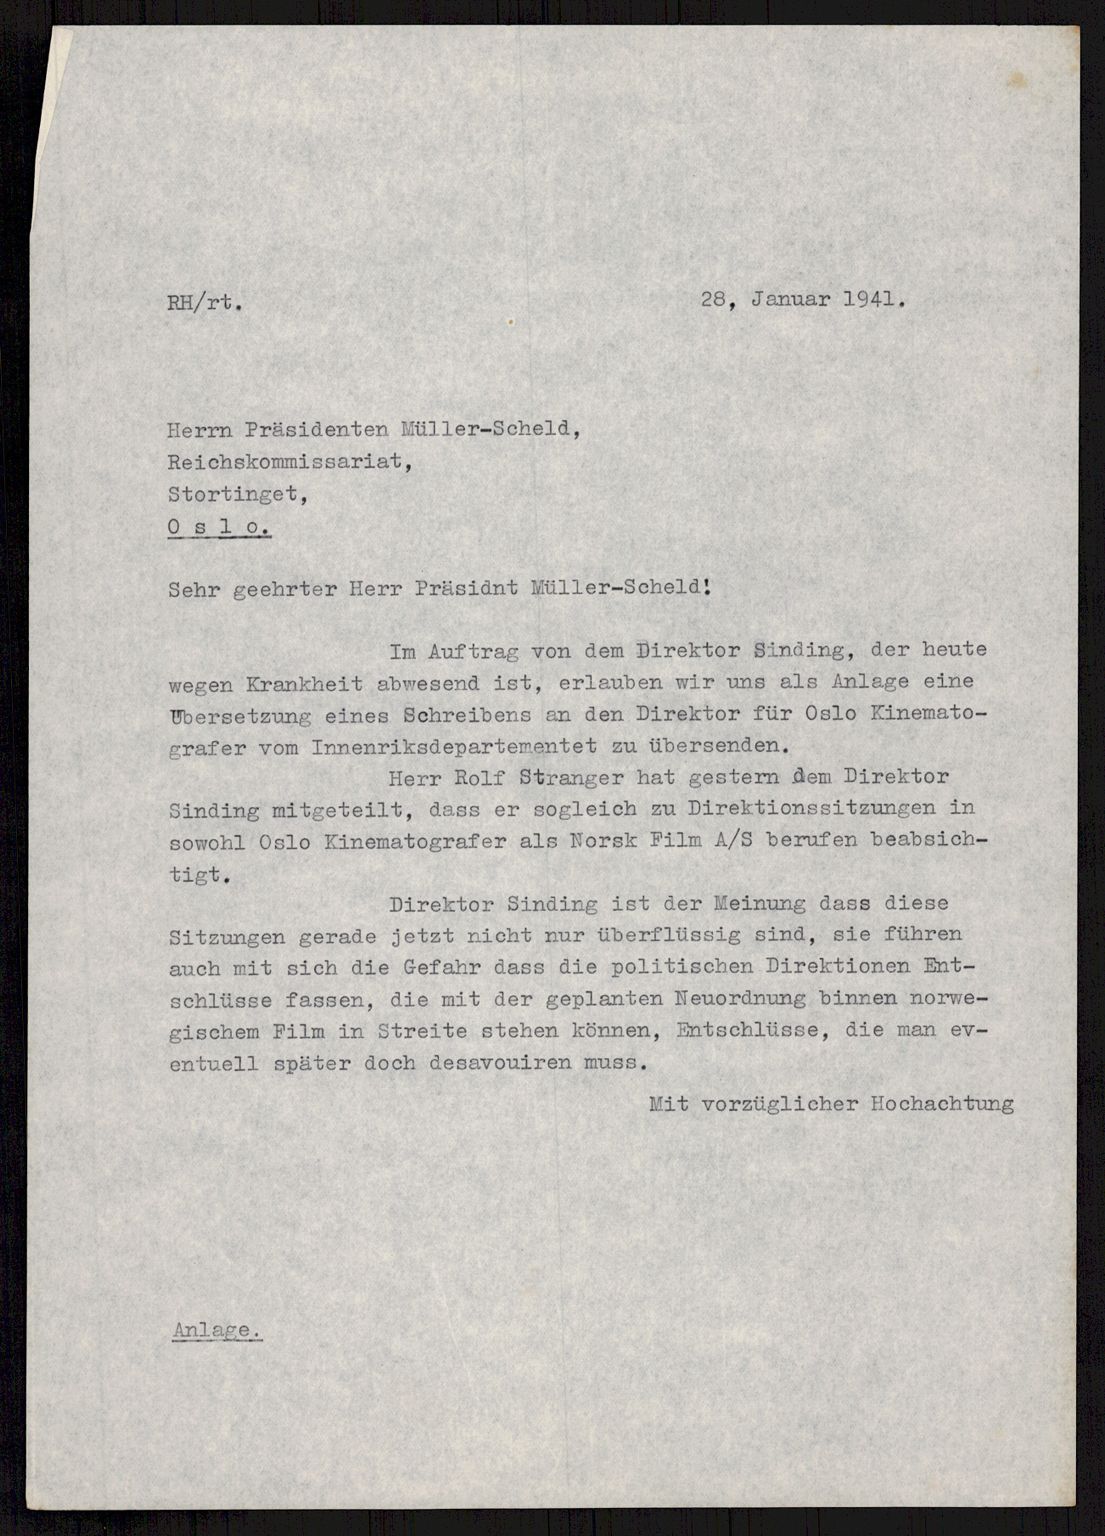 RH/rt.
28, Januar 1941.
Herrn Präsidenten Müller-Scheld,
Reichskommissariat,
Stortinget,
O s l o.
Sehr geehrter Herr Präsidnt Müller-Scheld!
Im Auftrag von dem Direktor Sinding, der heute
wegen Krankheit abwesend ist, erlauben wir uns als Anlage eine
Übersetzung eines Schreibens an den Direktor für Oslo Kinemato-
grafer vom Innenriksdepartementet zu übersenden.
Herr Rolf Stranger hat gestern dem Direktor
Sinding mitgeteilt, dass er sogleich zu Direktionssitzungen in
sowohl Oslo Kinematografer als Norsk Film A/S berufen beabsich-
tigt.
Direktor Sinding ist der Meinung dass diese
Sitzungen gerade jetzt nicht nur überflüssig sind, sie führen
auch mit sich die Gefahr dass die politischen Direktionen Ent-
schlüsse fassen, die mit der geplanten Neuordnung binnen norwe-
gischem Film in Streite stehen können, Entschlüsse, die man ev-
entuell später doch desavouiren muss.
Mit vorzüglicher Hochachtung
Anlage.